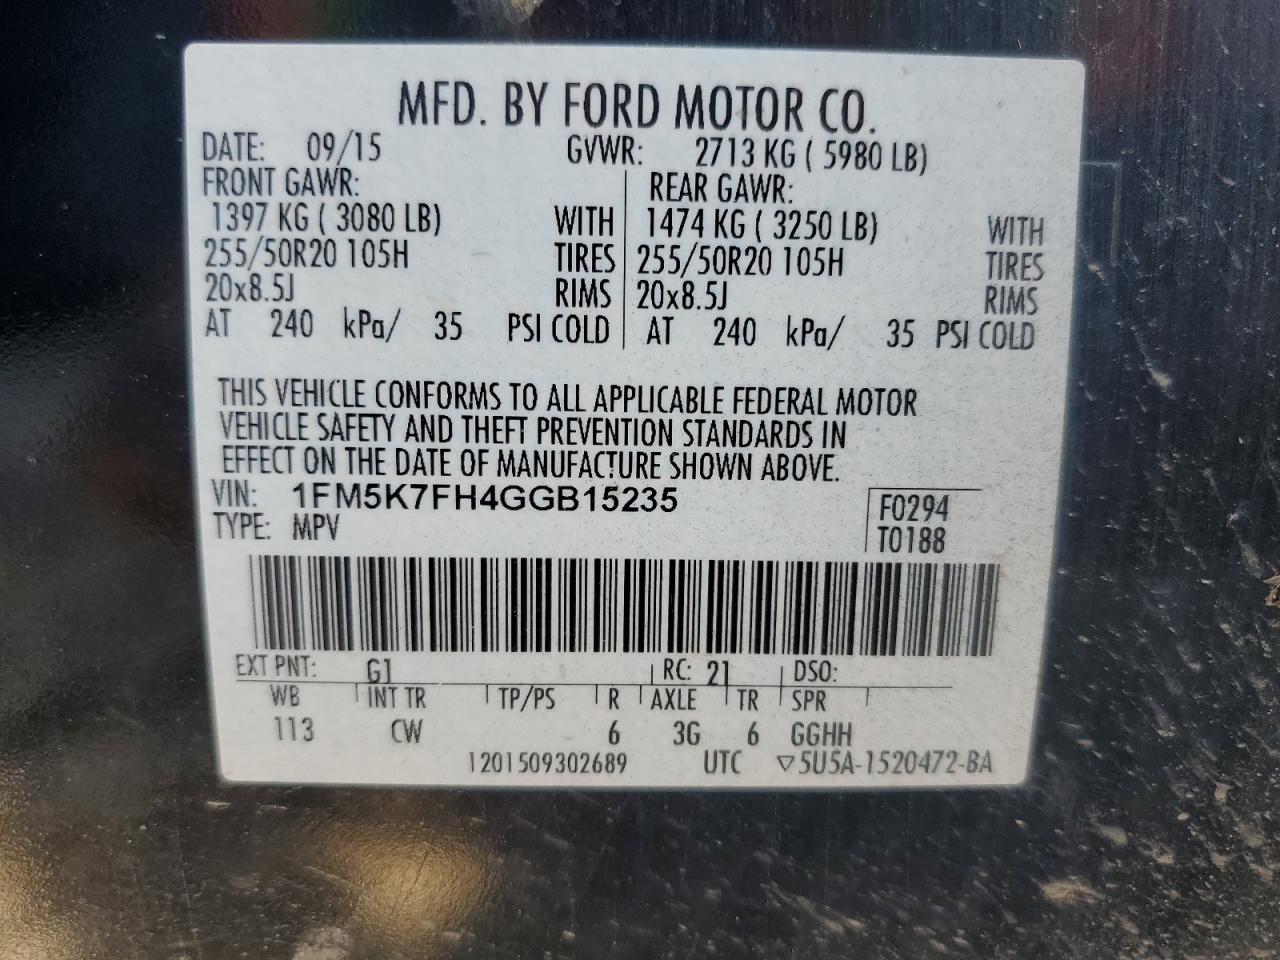 MFD. BY FORD MOTOR CO.
DATE: 09/15 GVWR: 2713 KG ( 5980 LB)
FRONT GAWR: REAR GAWR:
1397 KG ( 3080 LB) WITH 1474 KG ( 3250 LB) WITH
255/50R20 105H TIRES 255/50R20 105H TIRES
20x8.5J RIMS 20x8.5J RIMS
AT 240 kPa/ 35 PSI COLD AT 240 kPa/ 35 PSI COLD
THIS VEHICLE CONFORMS TO ALL APPLICABLE FEDERAL MOTOR
VEHICLE SAFETY AND THEFT PREVENTION STANDARDS IN
EFFECT ON THE DATE OF MANUFACTURE SHOWN ABOVE.
VIN: 1FM5K7FH4GGB15235 F0294
TYPE: MPV T0188
EXT PNT: G1 RC: 21 DSO:
WB INT TR TP/PS R AXLE TR SPR
113 CW 6 3G 6 GGHH
1201509302689 UTC ▽5U5A-1520472-BA